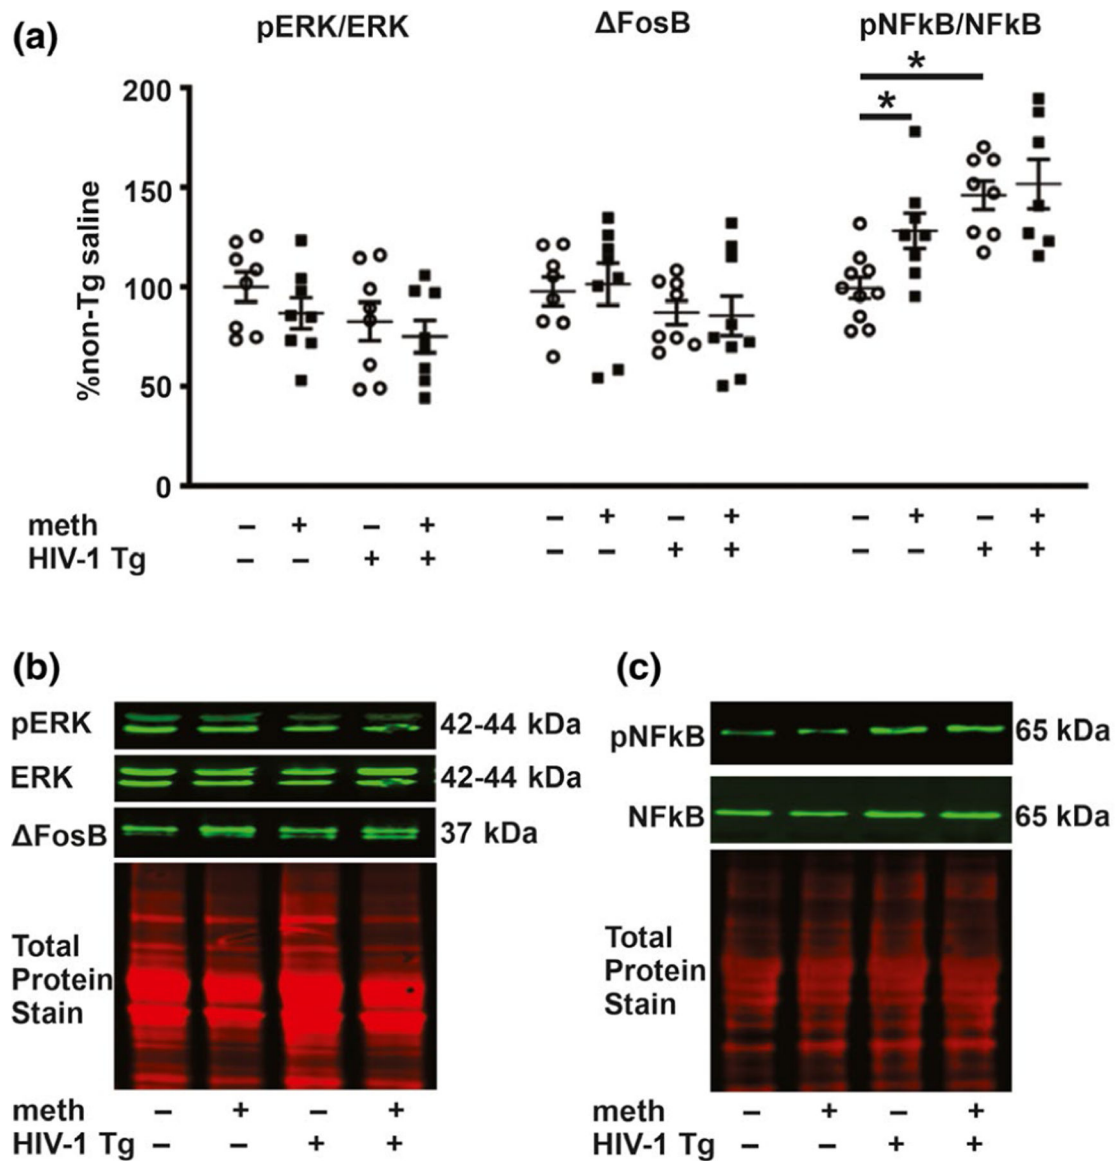 (a)
pERK/ERK ΔFosB pNFkB/NFkB
* 
*
200
150
100
50
0
%non-Tg saline
meth – + – + – + – + – + – +
HIV-1 Tg – – + + – – + + – – + +
(b)
pERK 42-44 kDa
ERK 42-44 kDa
ΔFosB 37 kDa
Total
Protein
Stain
meth – + – +
HIV-1 Tg – – + +
(c)
pNFkB 65 kDa
NFkB 65 kDa
Total
Protein
Stain
meth – + – +
HIV-1 Tg – – + +